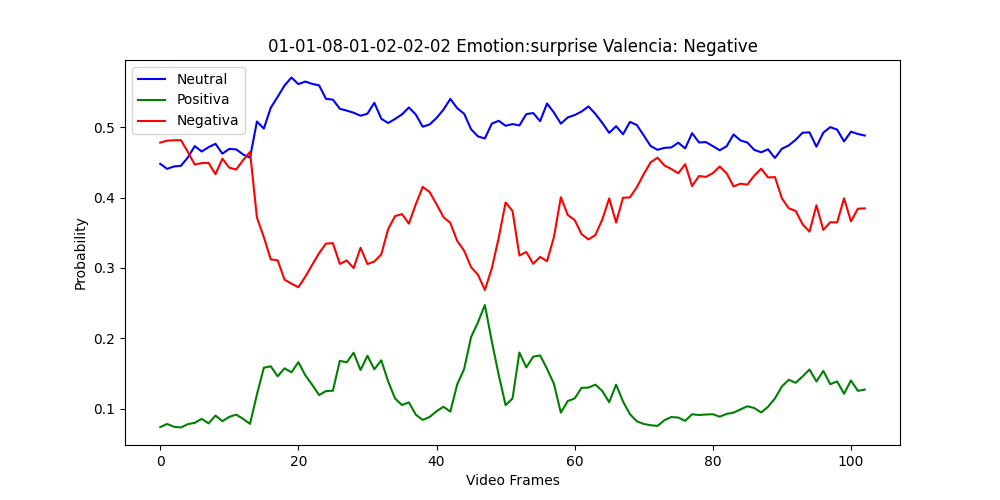 01-01-08-01-02-02-02 Emotion:surprise Valencia: Negative
Neutral
Positiva
Negativa
Probability
0.5
0.4
0.3
0.2
0.1
0 20 40 60 80 100
Video Frames